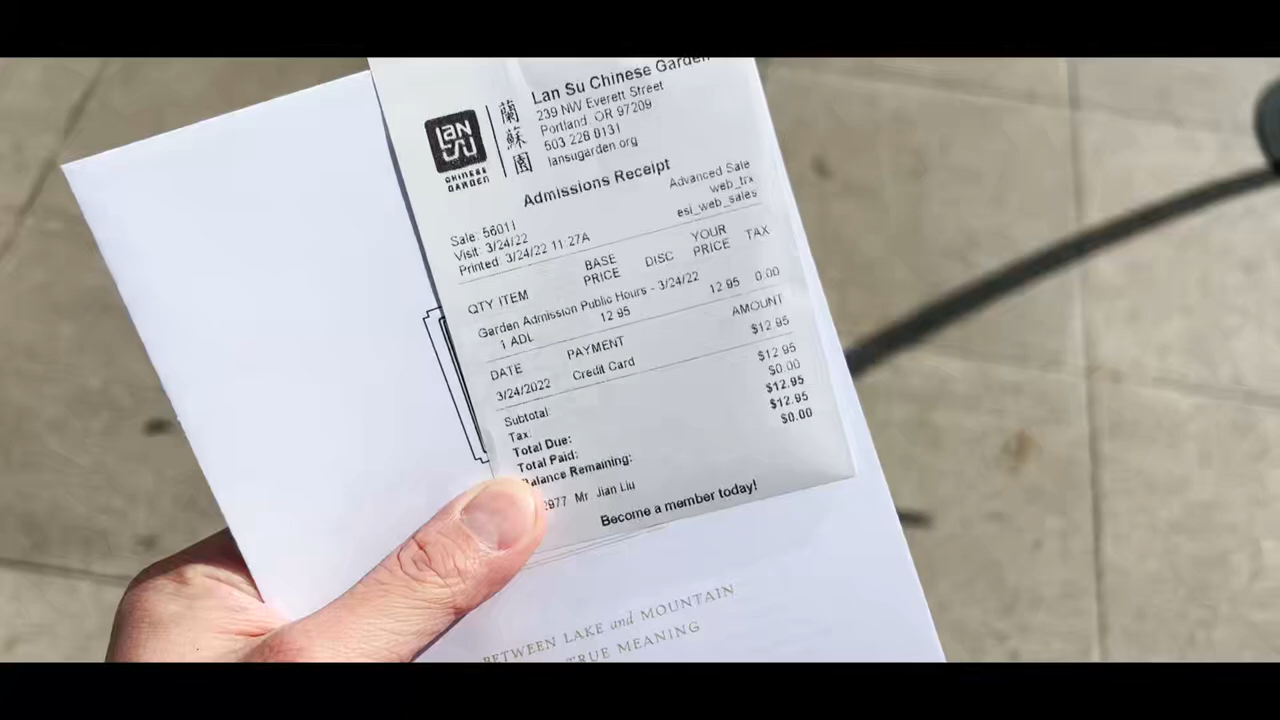 Lan Su Chinese Garden
239 NW Everett Street
Portland, OR 97209
503 228 8131
lansugarden.org
LAN
SU
CHINESE
GARDEN
蘭
蘇
園
Admissions Receipt
Advanced Sale
web_trx
esi_web_sales
Sale: 56011
Visit: 3/24/22
Printed: 3/24/22 11:27A
QTY ITEM BASE PRICE DISC YOUR PRICE TAX
Garden Admission Public Hours - 3/24/22
1 ADL 12.95 12.95 0.00
DATE PAYMENT AMOUNT
3/24/2022 Credit Card $12.95
Subtotal: $12.95
Tax: $0.00
Total Due: $12.95
Total Paid: $12.95
Balance Remaining: $0.00
2977 Mr. Jian Liu
Become a member today!
BETWEEN LAKE and MOUNTAIN
TRUE MEANING